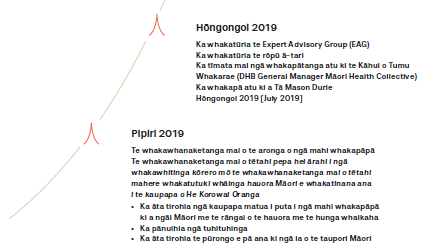 Hōngongoi 2019
Ka whakatūria te Expert Advisory Group (EAG)
Ka whakatūria te rōpū ā-tari
Ka tīmata mai ngā whakapātanga atu ki te Kāhui o Tumu
Whakarae (DHB General Manager Māori Health Collective)
Ka whakapā atu ki a Tā Mason Durie
Hōngongoi 2019 [July 2019]
Pipiri 2019
Te whakawhanaketanga mai o te aronga o ngā mahi whakapāpā
Te whakawhanaketanga mai o tētahi pepa hei ārahi i ngā
whakawhitinga kōrero mō te whakawhanaketanga mai o tētahi
mahere whakatutuki whāinga hauora Māori e whakatinana ana
i te kaupapa o He Korowai Oranga
• Ka āta tirohia ngā kaupapa matua i puta i ngā mahi whakapāpā
ki a ngāi Māori me te rāngai o te hauora me te hunga whaikaha
• Ka pānuihia ngā tuhituhinga
• Ka āta tirohia te pūrongo e pā ana ki ngā ia o te taupori Māori